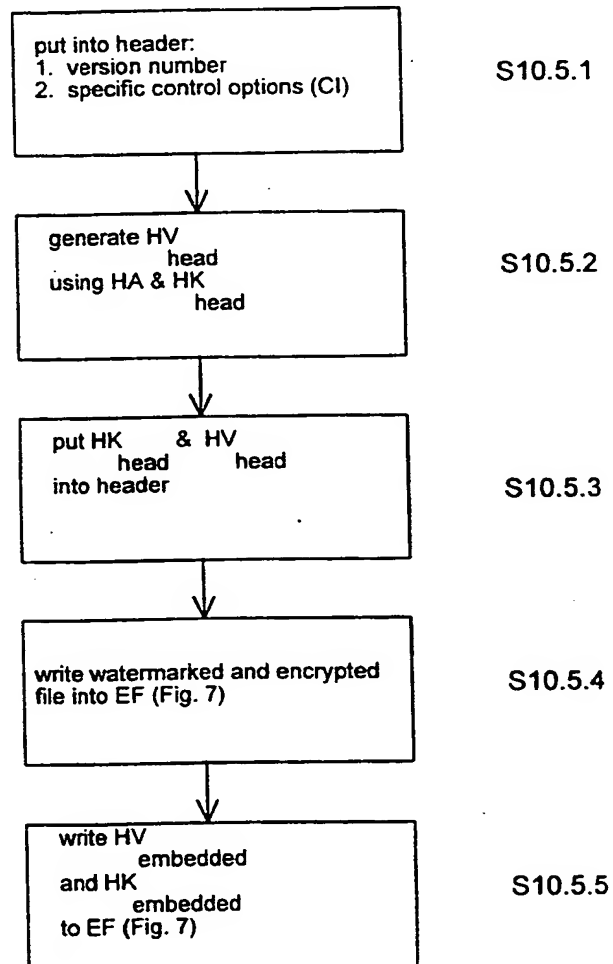 put into header:
1. version number
2. specific control options (CI)
S10.5.1
generate HV
head
using HA & HK
head
S10.5.2
put HK & HV
head head
into header
S10.5.3
write watermarked and encrypted
file into EF (Fig. 7)
S10.5.4
write HV
embedded
and HK
embedded
to EF (Fig. 7)
S10.5.5